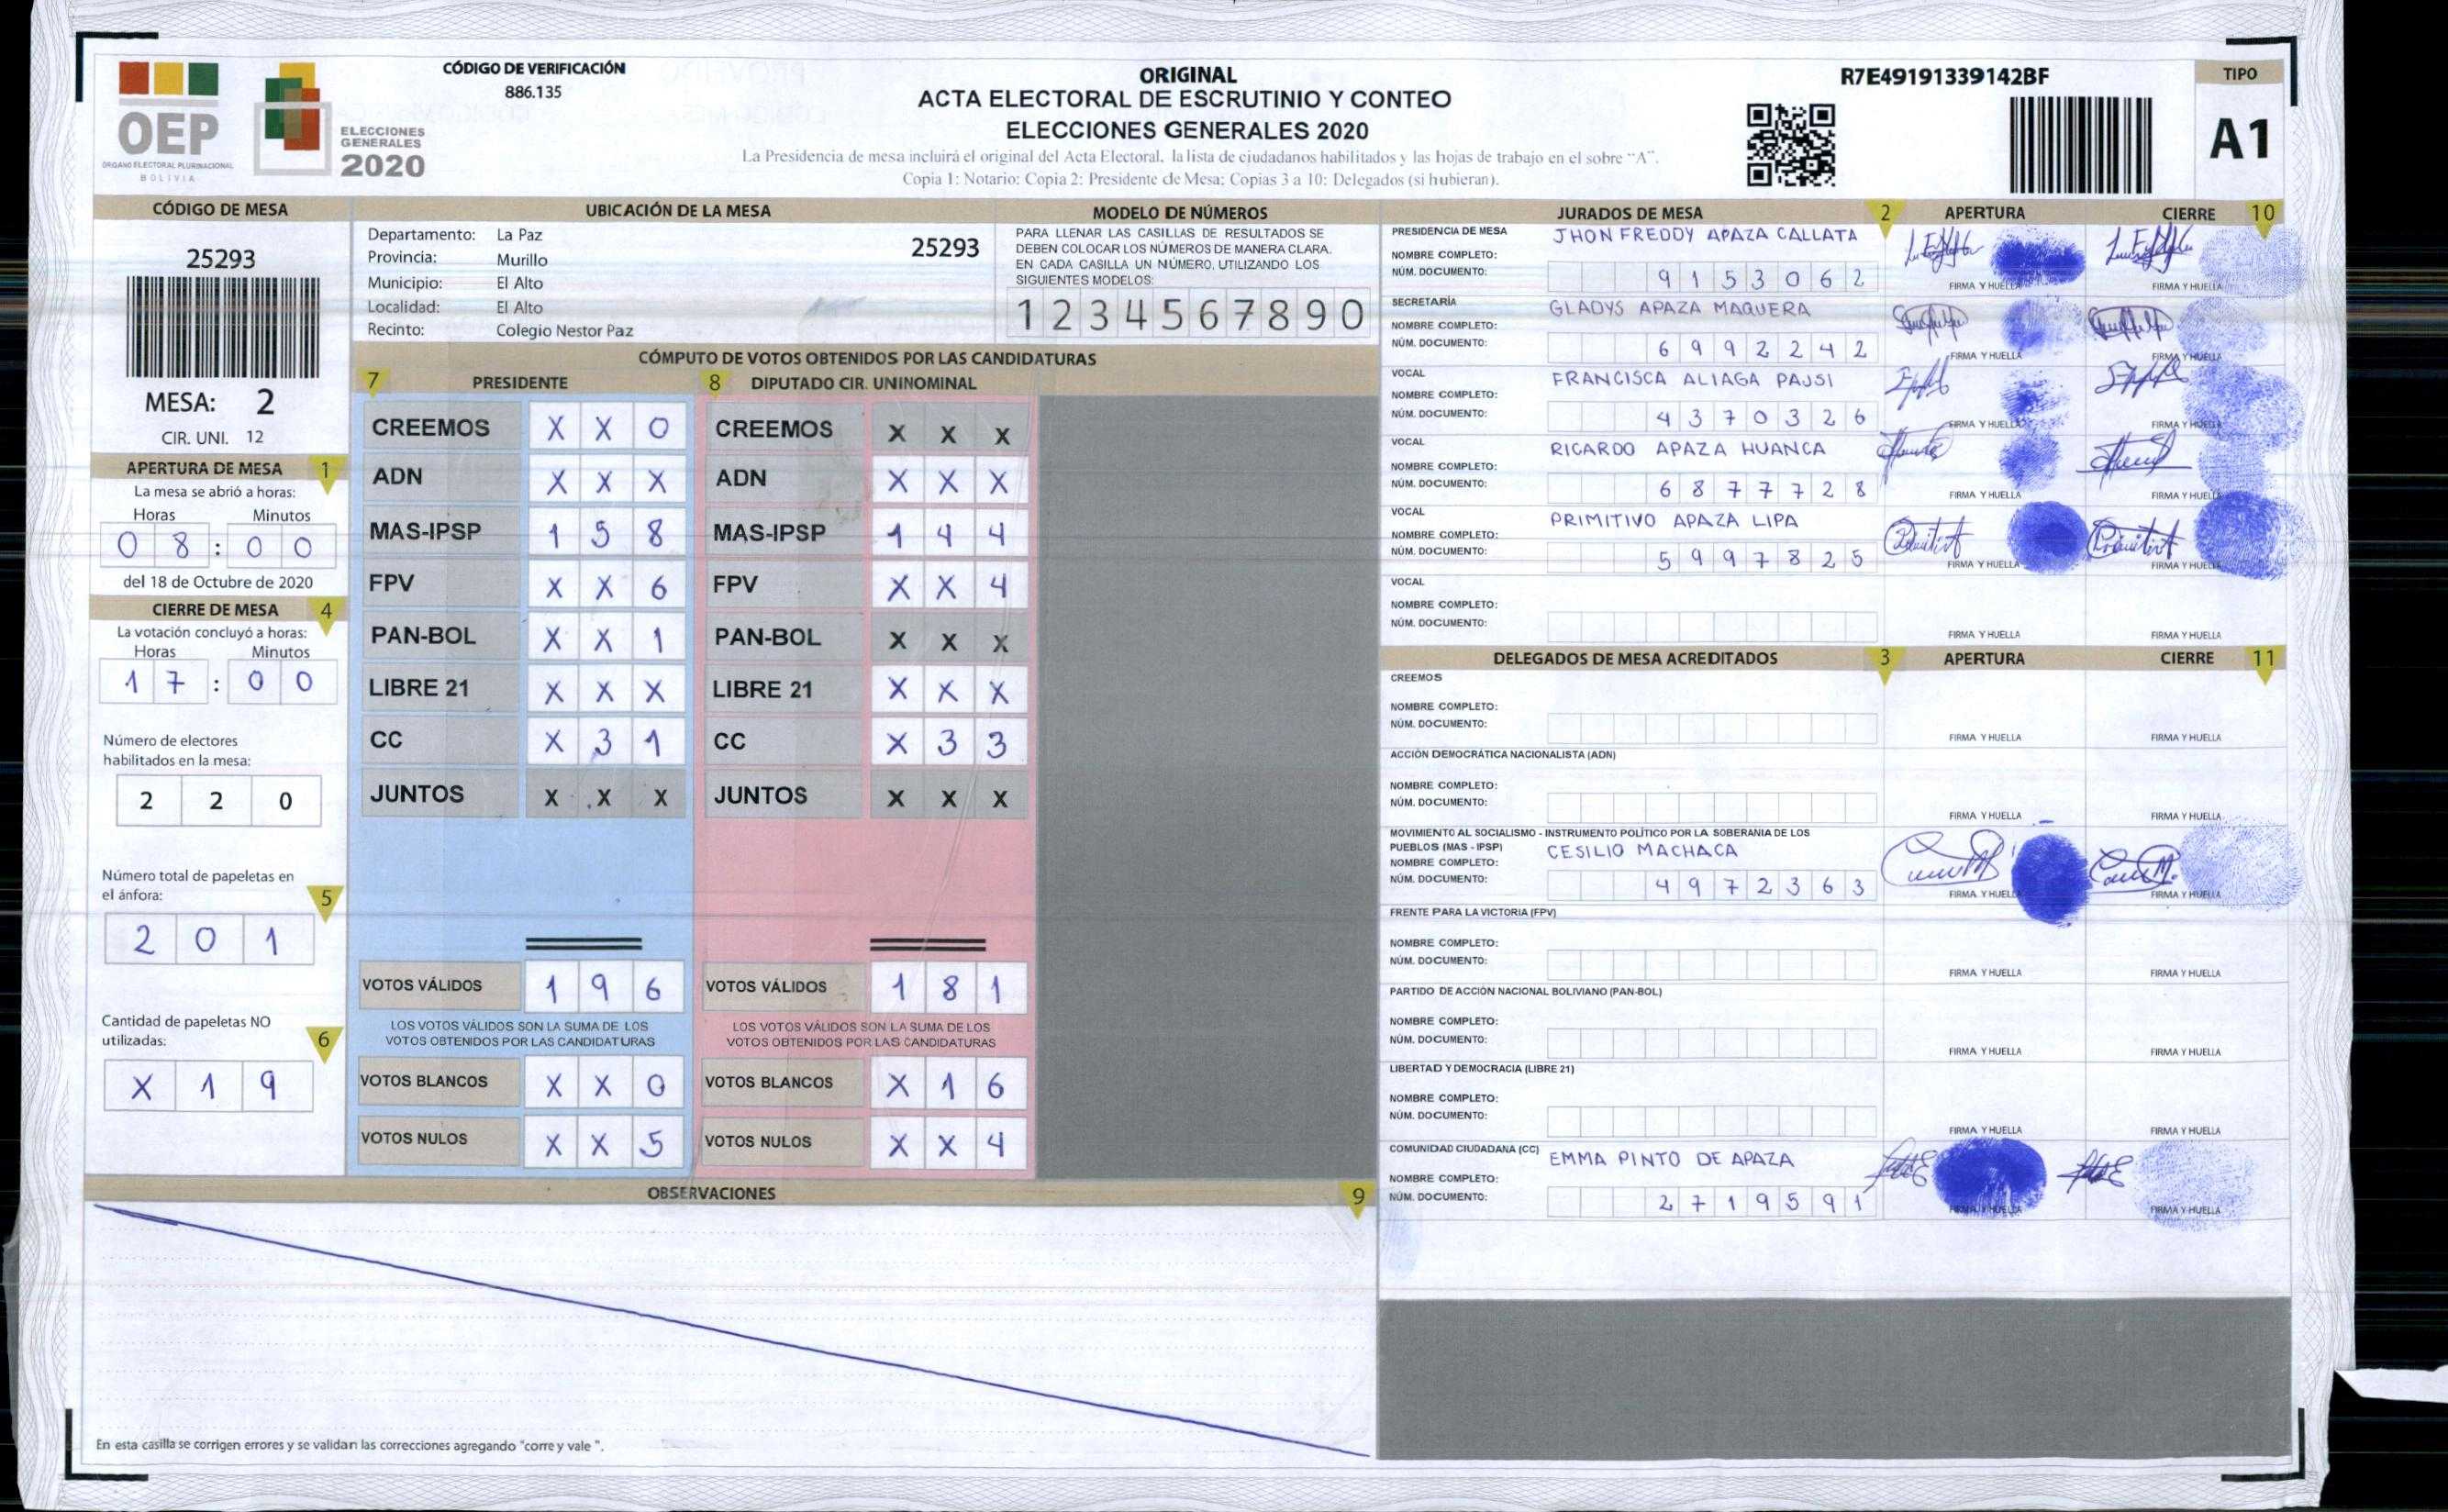 OEP
ÓRGANO ELECTORAL PLURINACIONAL
BOLIVIA
ELECCIONES
GENERALES
2020
CÓDIGO DE VERIFICACIÓN
886.135
ORIGINAL
ACTA ELECTORAL DE ESCRUTINIO Y CONTEO
ELECCIONES GENERALES 2020
La Presidencia de mesa incluirá el original del Acta Electoral, la lista de ciudadanos habilitados y las hojas de trabajo en el sobre "A".
Copia 1: Notario; Copia 2: Presidente de Mesa; Copias 3 a 10: Delegados (si hubieran).
R7E49191339142BF
TIPO
A1
CÓDIGO DE MESA
25293
MESA: 2
CIR. UNI. 12
APERTURA DE MESA 1
La mesa se abrió a horas:
Horas Minutos
0 8 : 0 0
del 18 de Octubre de 2020
CIERRE DE MESA 4
La votación concluyó a horas:
Horas Minutos
1 7 : 0 0
Número de electores
habilitados en la mesa:
2 2 0
Número total de papeletas en
el ánfora: 5
2 0 1
Cantidad de papeletas NO
utilizadas: 6
X 1 9
UBICACIÓN DE LA MESA
Departamento: La Paz
Provincia: Murillo
Municipio: El Alto
Localidad: El Alto
Recinto: Colegio Nestor Paz
25293
MODELO DE NÚMEROS
PARA LLENAR LAS CASILLAS DE RESULTADOS SE
DEBEN COLOCAR LOS NÚMEROS DE MANERA CLARA.
EN CADA CASILLA UN NÚMERO, UTILIZANDO LOS
SIGUIENTES MODELOS:
1 2 3 4 5 6 7 8 9 0
CÓMPUTO DE VOTOS OBTENIDOS POR LAS CANDIDATURAS
7 PRESIDENTE
CREEMOS X X 0
ADN X X X
MAS-IPSP 1 5 8
FPV X X 6
PAN-BOL X X 1
LIBRE 21 X X X
CC X 3 1
JUNTOS X X X
VOTOS VÁLIDOS 1 9 6
LOS VOTOS VÁLIDOS SON LA SUMA DE LOS
VOTOS OBTENIDOS POR LAS CANDIDATURAS
VOTOS BLANCOS X X 0
VOTOS NULOS X X 5
8 DIPUTADO CIR. UNINOMINAL
CREEMOS X X X
ADN X X X
MAS-IPSP 1 4 4
FPV X X 4
PAN-BOL X X X
LIBRE 21 X X X
CC X 3 3
JUNTOS X X X
VOTOS VÁLIDOS 1 8 1
LOS VOTOS VÁLIDOS SON LA SUMA DE LOS
VOTOS OBTENIDOS POR LAS CANDIDATURAS
VOTOS BLANCOS X 1 6
VOTOS NULOS X X 4
OBSERVACIONES 9
En esta casilla se corrigen errores y se validan las correcciones agregando "corre y vale ".
JURADOS DE MESA 2 APERTURA CIERRE 10
PRESIDENCIA DE MESA
NOMBRE COMPLETO: JHON FREDDY APAZA CALLATA
NÚM. DOCUMENTO: 9 1 5 3 0 6 2
FIRMA Y HUELLA FIRMA Y HUELLA
SECRETARÍA
NOMBRE COMPLETO: GLADYS APAZA MAQUERA
NÚM. DOCUMENTO: 6 9 9 2 2 4 2
FIRMA Y HUELLA FIRMA Y HUELLA
VOCAL
NOMBRE COMPLETO: FRANCISCA ALIAGA PAJSI
NÚM. DOCUMENTO: 4 3 7 0 3 2 6
FIRMA Y HUELLA FIRMA Y HUELLA
VOCAL
NOMBRE COMPLETO: RICARDO APAZA HUANCA
NÚM. DOCUMENTO: 6 8 7 7 7 2 8
FIRMA Y HUELLA FIRMA Y HUELLA
VOCAL
NOMBRE COMPLETO: PRIMITIVO APAZA LIPA
NÚM. DOCUMENTO: 5 9 9 7 8 2 5
FIRMA Y HUELLA FIRMA Y HUELLA
VOCAL
NOMBRE COMPLETO:
NÚM. DOCUMENTO:
FIRMA Y HUELLA FIRMA Y HUELLA
DELEGADOS DE MESA ACREDITADOS 3 APERTURA CIERRE 11
CREEMOS
NOMBRE COMPLETO:
NÚM. DOCUMENTO:
FIRMA Y HUELLA FIRMA Y HUELLA
ACCIÓN DEMOCRÁTICA NACIONALISTA (ADN)
NOMBRE COMPLETO:
NÚM. DOCUMENTO:
FIRMA Y HUELLA FIRMA Y HUELLA
MOVIMIENTO AL SOCIALISMO - INSTRUMENTO POLÍTICO POR LA SOBERANIA DE LOS
PUEBLOS (MAS - IPSP)
NOMBRE COMPLETO: CESILIO MACHACA
NÚM. DOCUMENTO: 4 9 7 2 3 6 3
FIRMA Y HUELLA FIRMA Y HUELLA
FRENTE PARA LA VICTORIA (FPV)
NOMBRE COMPLETO:
NÚM. DOCUMENTO:
FIRMA Y HUELLA FIRMA Y HUELLA
PARTIDO DE ACCIÓN NACIONAL BOLIVIANO (PAN-BOL)
NOMBRE COMPLETO:
NÚM. DOCUMENTO:
FIRMA Y HUELLA FIRMA Y HUELLA
LIBERTAD Y DEMOCRACIA (LIBRE 21)
NOMBRE COMPLETO:
NÚM. DOCUMENTO:
FIRMA Y HUELLA FIRMA Y HUELLA
COMUNIDAD CIUDADANA (CC)
NOMBRE COMPLETO: EMMA PINTO DE APAZA
NÚM. DOCUMENTO: 2 7 1 9 5 9 1
FIRMA Y HUELLA FIRMA Y HUELLA